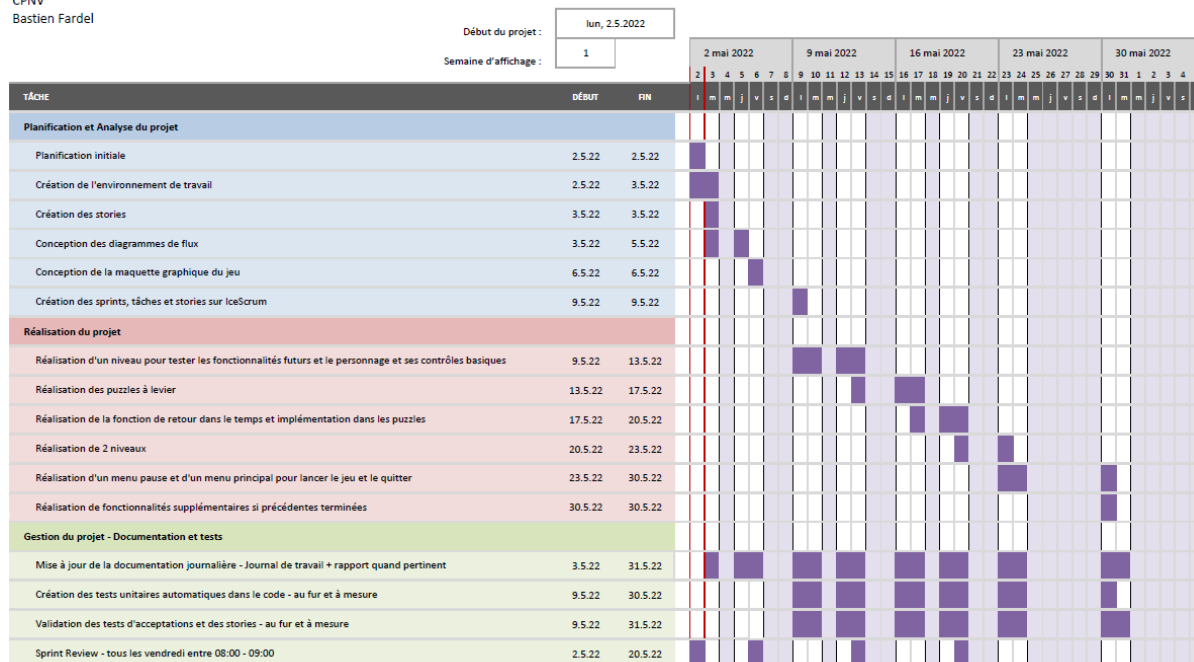 CPNV
Bastien Fardel
Début du projet : lun, 2.5.2022
Semaine d'affichage : 1
2 mai 2022 9 mai 2022 16 mai 2022 23 mai 2022 30 mai 2022
2 3 4 5 6 7 8 9 10 11 12 13 14 15 16 17 18 19 20 21 22 23 24 25 26 27 28 29 30 31 1 2 3 4
TÂCHE DÉBUT FIN l m m j v s d l m m j v s d l m m j v s d l m m j v s d l m m j v s
Planification et Analyse du projet
Planification initiale 2.5.22 2.5.22
Création de l'environnement de travail 2.5.22 3.5.22
Création des stories 3.5.22 3.5.22
Conception des diagrammes de flux 3.5.22 5.5.22
Conception de la maquette graphique du jeu 6.5.22 6.5.22
Création des sprints, tâches et stories sur IceScrum 9.5.22 9.5.22
Réalisation du projet
Réalisation d'un niveau pour tester les fonctionnalités futurs et le personnage et ses contrôles basiques 9.5.22 13.5.22
Réalisation des puzzles à levier 13.5.22 17.5.22
Réalisation de la fonction de retour dans le temps et implémentation dans les puzzles 17.5.22 20.5.22
Réalisation de 2 niveaux 20.5.22 23.5.22
Réalisation d'un menu pause et d'un menu principal pour lancer le jeu et le quitter 23.5.22 30.5.22
Réalisation de fonctionnalités supplémentaires si précédentes terminées 30.5.22 30.5.22
Gestion du projet - Documentation et tests
Mise à jour de la documentation journalière - Journal de travail + rapport quand pertinent 3.5.22 31.5.22
Création des tests unitaires automatiques dans le code - au fur et à mesure 9.5.22 30.5.22
Validation des tests d'acceptations et des stories - au fur et à mesure 9.5.22 31.5.22
Sprint Review - tous les vendredi entre 08:00 - 09:00 2.5.22 20.5.22